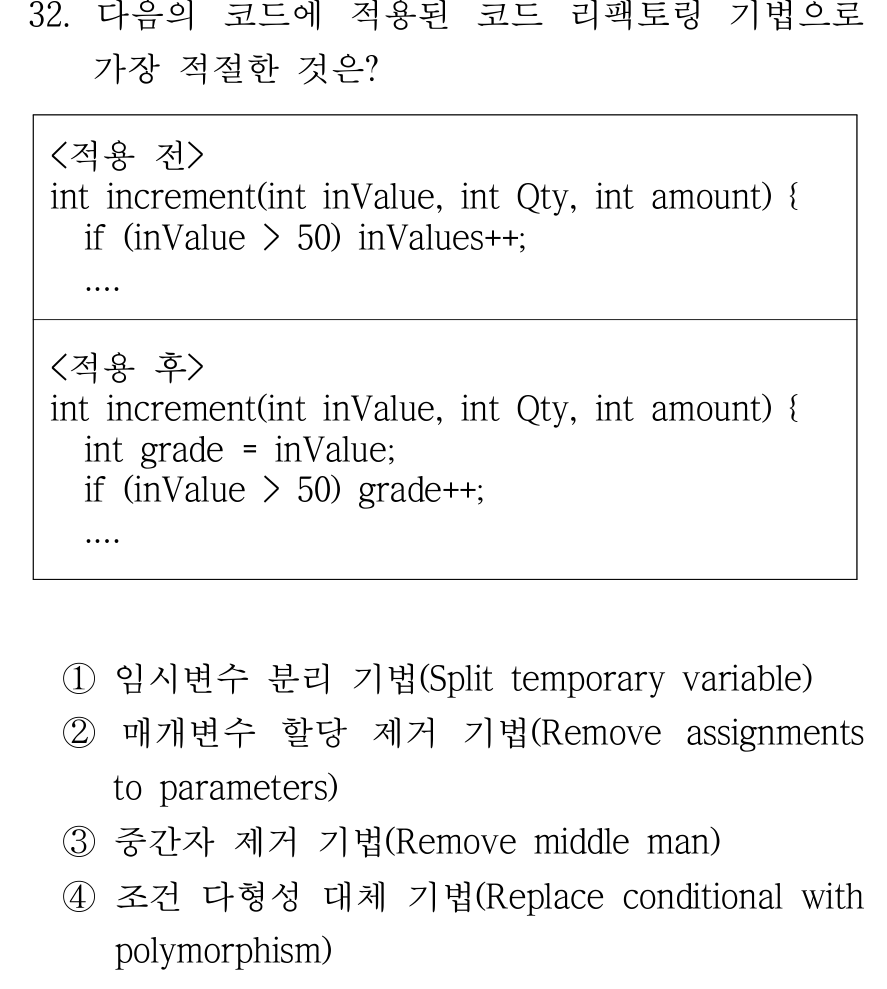 32. 다음의 코드에 적용된 코드 리팩토링 기법으로
가장 적절한 것은?
<적용 전>
int increment(int inValue, int Qty, int amount) {
if (inValue > 50) inValues++;
....
<적용 후>
int increment(int inValue, int Qty, int amount) {
int grade = inValue;
if (inValue > 50) grade++;
....
① 임시변수 분리 기법(Split temporary variable)
② 매개변수 할당 제거 기법(Remove assignments
to parameters)
③ 중간자 제거 기법(Remove middle man)
④ 조건 다형성 대체 기법(Replace conditional with
polymorphism)